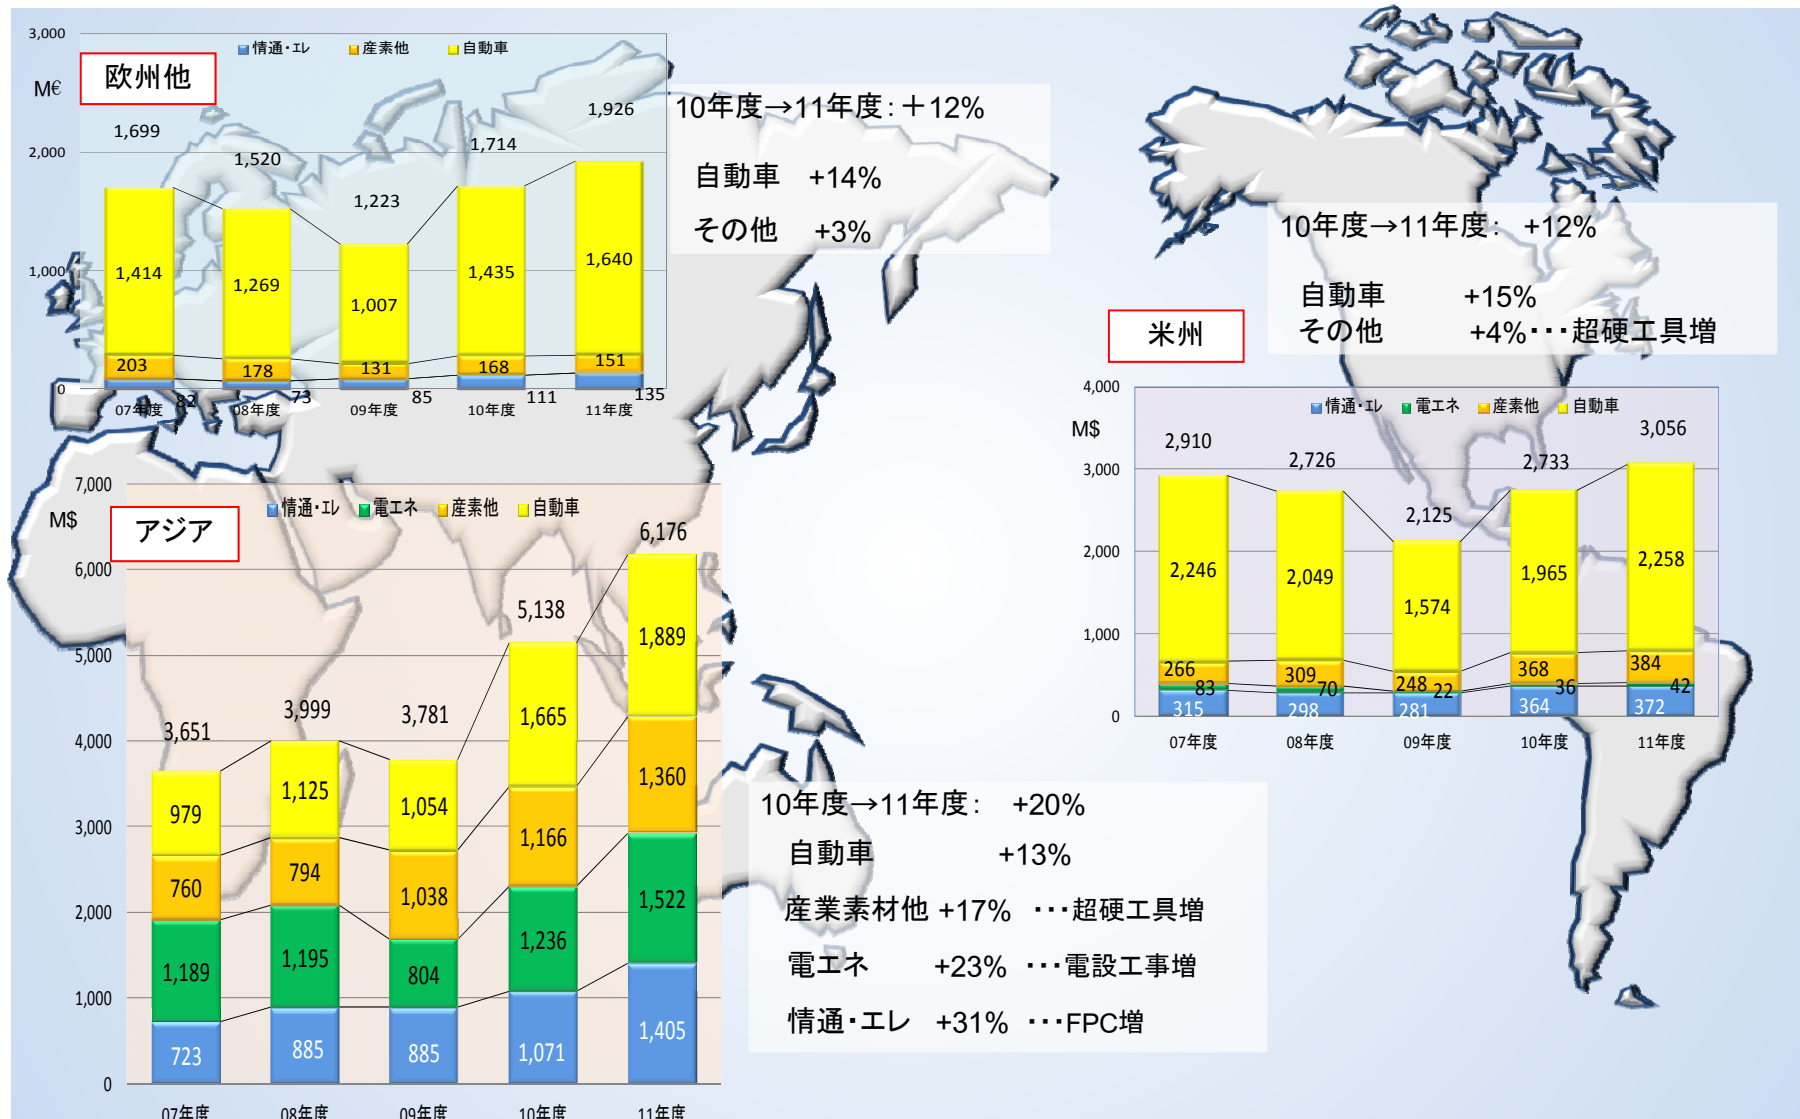 3,000
情通・エレ 産素他 自動車
欧州他
M€
1,699 1,520 1,223 1,714 1,926
2,000
1,414 1,269 1,007 1,435 1,640
1,000
203 178 131 168 151
0
82 73 85 111 135
07年度 08年度 09年度 10年度 11年度
10年度→11年度：＋12%
自動車 +14%
その他 +3%
10年度→11年度： +12%
自動車 +15%
その他 +4%･･･超硬工具増
米州
4,000
情通・エレ 電エネ 産素他 自動車
M$
2,910 2,726 2,125 2,733 3,056
3,000
2,246 2,049 1,574 1,965 2,258
2,000
1,000
266 309 248 368 384
83 70 22 36 42
315 298 281 364 372
0
07年度 08年度 09年度 10年度 11年度
7,000
情通・エレ 電エネ 産素他 自動車
M$
アジア
6,176
6,000
5,138
5,000
3,651 3,999 3,781
4,000
979 1,125 1,054 1,665 1,889
3,000
760 794 1,038 1,166 1,360
2,000
1,189 1,195 804 1,236 1,522
1,000
723 885 885 1,071 1,405
0
07年度 08年度 09年度 10年度 11年度
10年度→11年度： +20%
自動車 +13%
産業素材他 +17% ･･･超硬工具増
電エネ +23% ･･･電設工事増
情通・エレ +31% ･･･FPC増